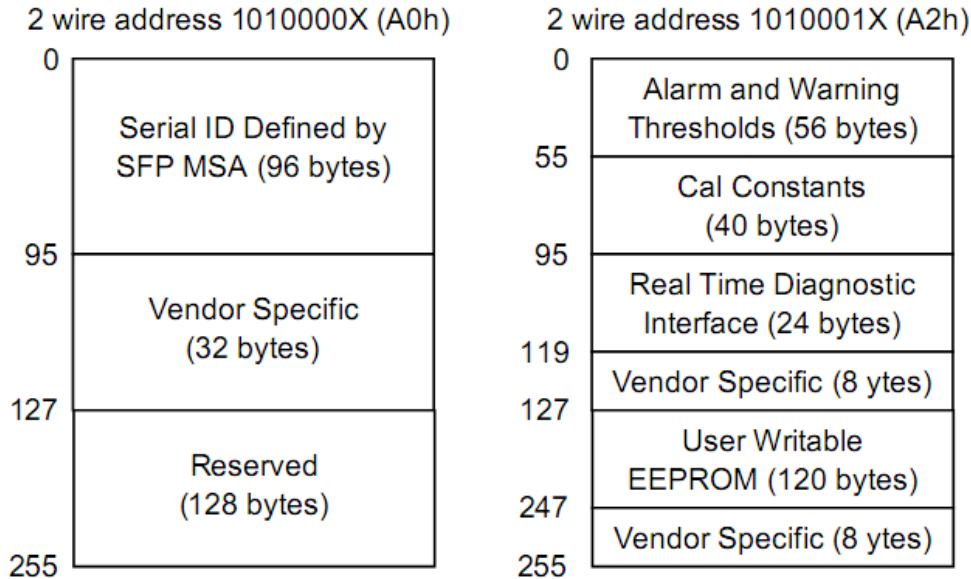 2 wire address 1010000X (A0h)
0
Serial ID Defined by
SFP MSA (96 bytes)
95
Vendor Specific
(32 bytes)
127
Reserved
(128 bytes)
255
2 wire address 1010001X (A2h)
0
Alarm and Warning
Thresholds (56 bytes)
55
Cal Constants
(40 bytes)
95
Real Time Diagnostic
Interface (24 bytes)
119
Vendor Specific (8 ytes)
127
User Writable
EEPROM (120 bytes)
247
Vendor Specific (8 ytes)
255